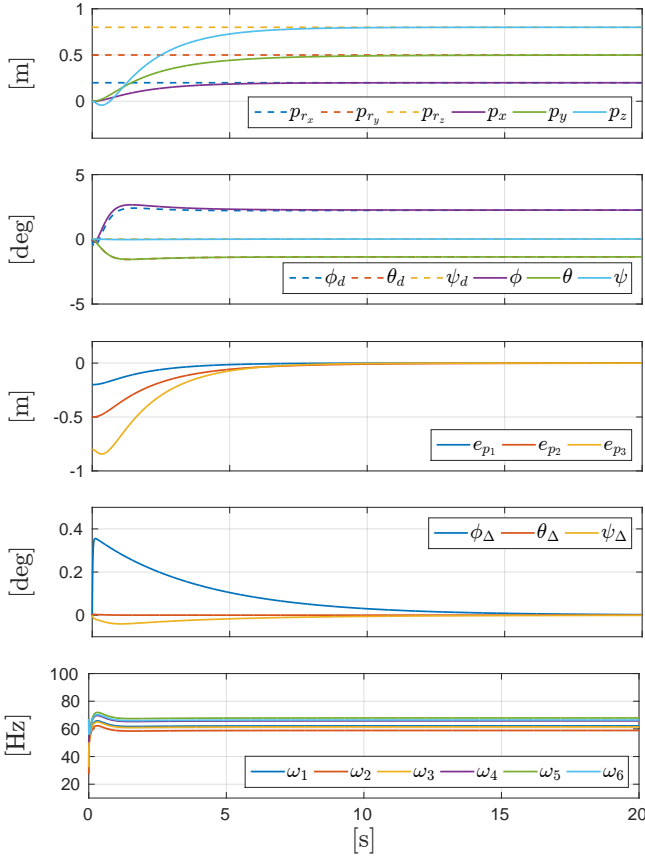 1
0.5
0
[m]
p_{r_x} p_{r_y} p_{r_z} p_x p_y p_z
5
0
-5
[deg]
ϕ_d θ_d ψ_d ϕ θ ψ
0
-0.5
-1
[m]
e_{p_1} e_{p_2} e_{p_3}
0.4
0.2
0
[deg]
ϕ_Δ θ_Δ ψ_Δ
100
80
60
40
20
[Hz]
ω_1 ω_2 ω_3 ω_4 ω_5 ω_6
0 5 10 15 20
[s]